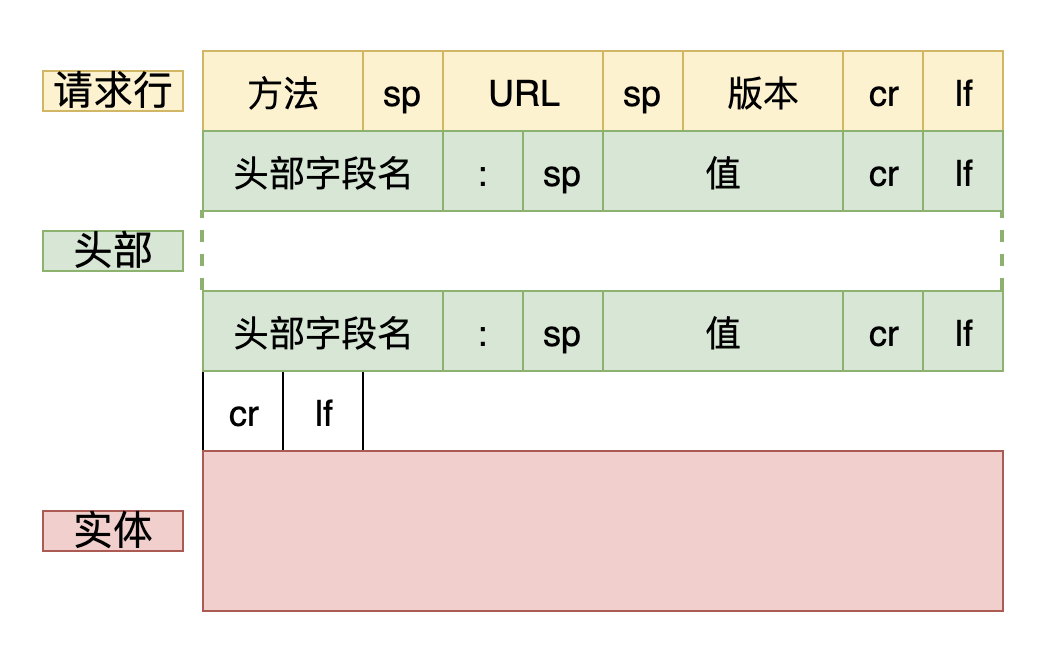 请求行 方法 sp URL sp 版本 cr lf
头部字段名 : sp 值 cr lf
头部
头部字段名 : sp 值 cr lf
cr lf
实体